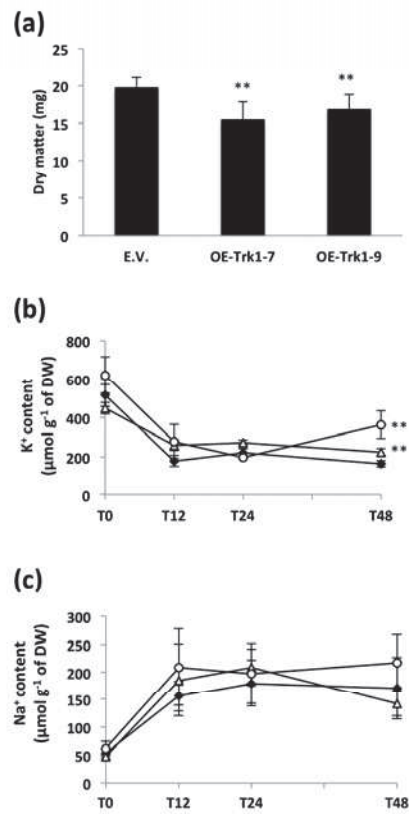 (a)
25
20
15
10
5
0
Dry matter (mg)
**
**
E.V.
OE-Trk1-7
OE-Trk1-9
(b)
800
600
400
200
0
K⁺ content
(µmol g⁻¹ of DW)
**
**
T0
T12
T24
T48
(c)
300
250
200
150
100
50
0
Na⁺ content
(µmol g⁻¹ of DW)
T0
T12
T24
T48